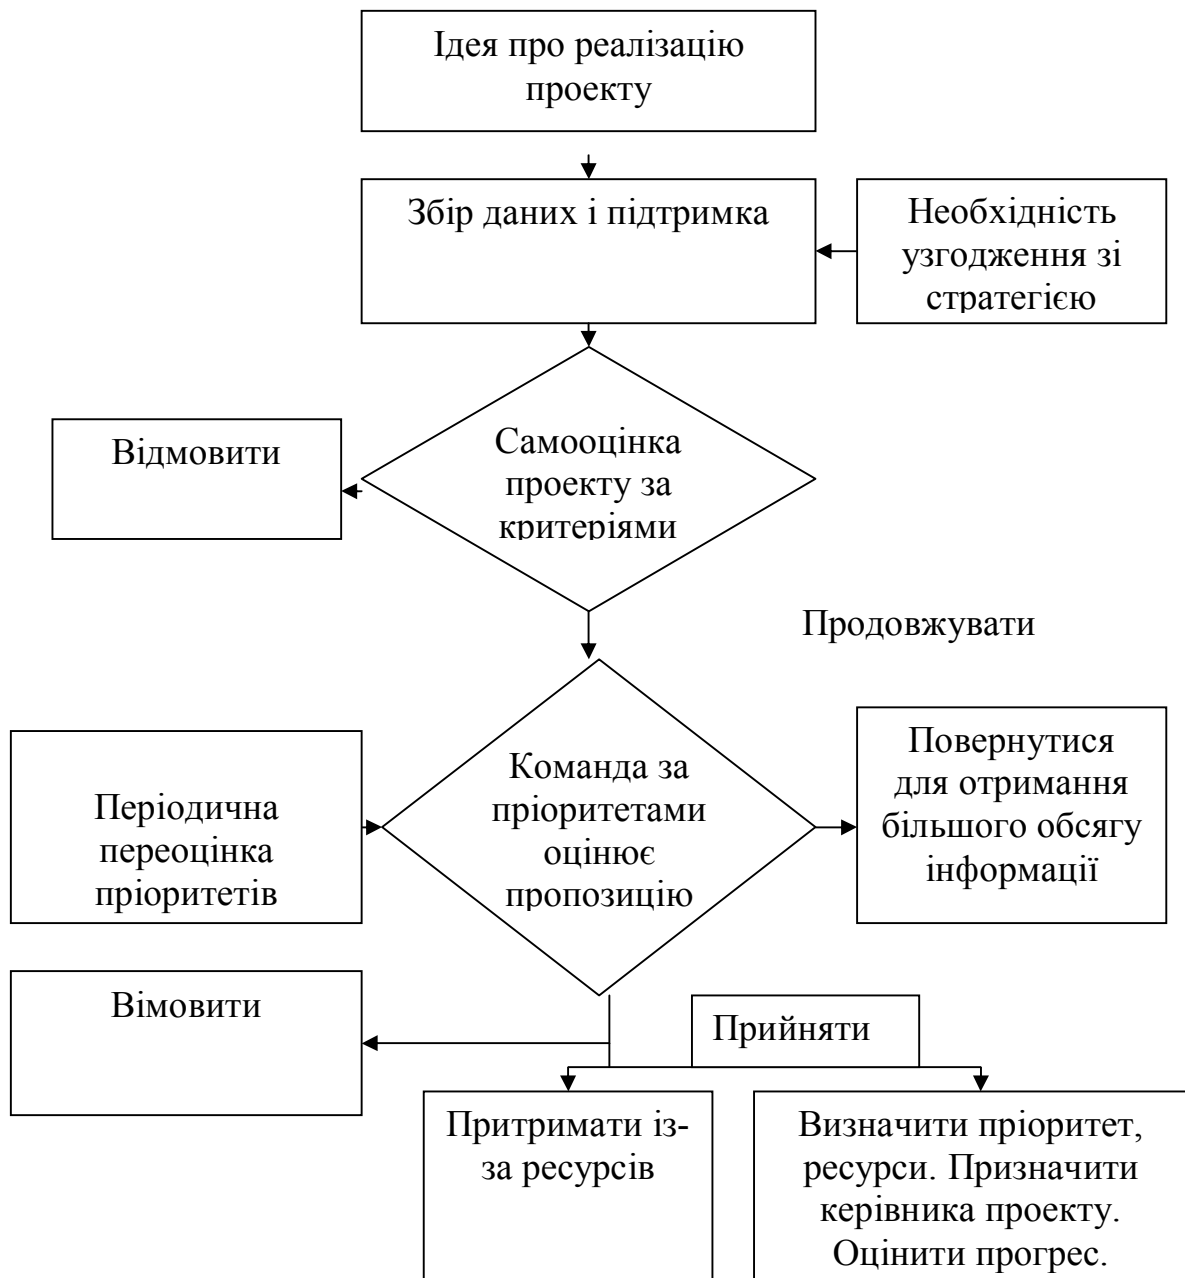 Ідея про реалізацію
проекту
Збір даних і підтримка
Необхідність
узгодження зі
стратегією
Відмовити
Самооцінка
проекту за
критеріями
Продовжувати
Періодична
переоцінка
пріоритетів
Команда за
пріоритетами
оцінює
пропозицію
Повернутися
для отримання
більшого обсягу
інформації
Вімовити
Прийняти
Притримати із-
за ресурсів
Визначити пріоритет,
ресурси. Призначити
керівника проекту.
Оцінити прогрес.